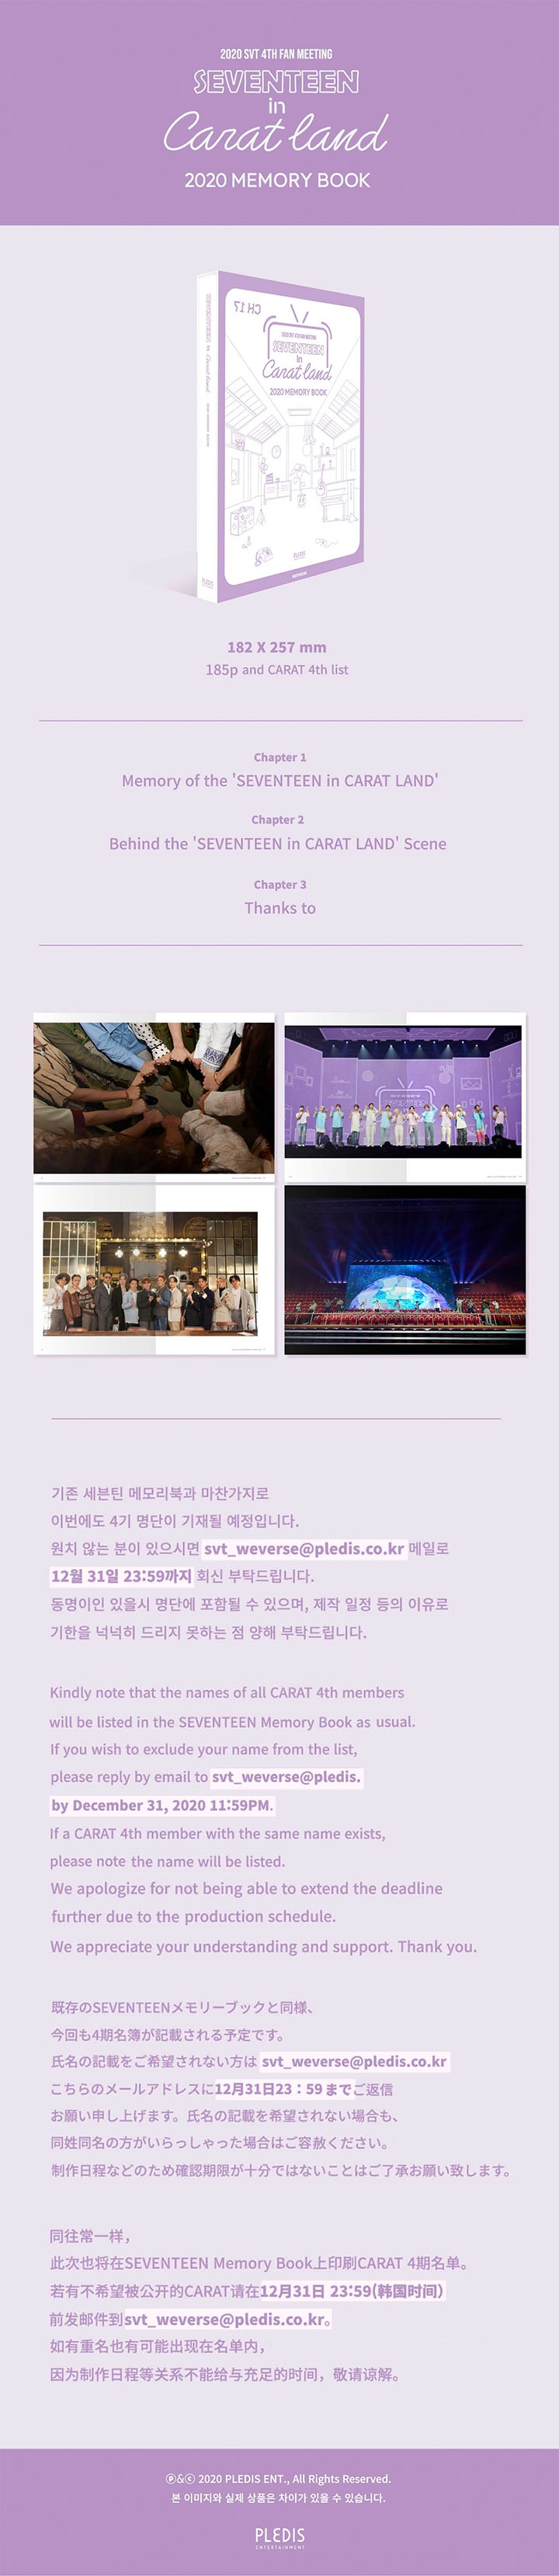 2020 SVT 4TH FAN MEETING
SEVENTEEN
in
Carat land
2020 MEMORY BOOK
SEVENTEEN in Carat land 2020 MEMORY BOOK
PLEDIS
CH 17
2020 SVT 4TH FAN MEETING
SEVENTEEN
in
Carat land
2020 MEMORY BOOK
PLEDIS
182 X 257 mm
185p and CARAT 4th list
Chapter 1
Memory of the 'SEVENTEEN in CARAT LAND'
Chapter 2
Behind the 'SEVENTEEN in CARAT LAND' Scene
Chapter 3
Thanks to
기존 세븐틴 메모리북과 마찬가지로
이번에도 4기 명단이 기재될 예정입니다.
원치 않는 분이 있으시면 svt_weverse@pledis.co.kr 메일로
12월 31일 23:59까지 회신 부탁드립니다.
동명이인 있을시 명단에 포함될 수 있으며, 제작 일정 등의 이유로
기한을 넉넉히 드리지 못하는 점 양해 부탁드립니다.
Kindly note that the names of all CARAT 4th members
will be listed in the SEVENTEEN Memory Book as usual.
If you wish to exclude your name from the list,
please reply by email to svt_weverse@pledis.
by December 31, 2020 11:59PM.
If a CARAT 4th member with the same name exists,
please note the name will be listed.
We apologize for not being able to extend the deadline
further due to the production schedule.
We appreciate your understanding and support. Thank you.
既存のSEVENTEENメモリーブックと同様、
今回も4期名簿が記載される予定です。
氏名の記載をご希望されない方は svt_weverse@pledis.co.kr
こちらのメールアドレスに12月31日23：59までご返信
お願い申し上げます。氏名の記載を希望されない場合も、
同姓同名の方がいらっしゃった場合はご容赦ください。
制作日程などのため確認期限が十分ではないことはご了承お願い致します。
同往常一样，
此次也将在SEVENTEEN Memory Book上印刷CARAT 4期名单。
若有不希望被公开的CARAT请在12月31日 23:59(韩国时间)
前发邮件到svt_weverse@pledis.co.kr。
如有重名也有可能出现在名单内，
因为制作日程等关系不能给与充足的时间，敬请谅解。
ⓟ&ⓒ 2020 PLEDIS ENT., All Rights Reserved.
본 이미지와 실제 상품은 차이가 있을 수 있습니다.
PLEDIS
ENTERTAINMENT